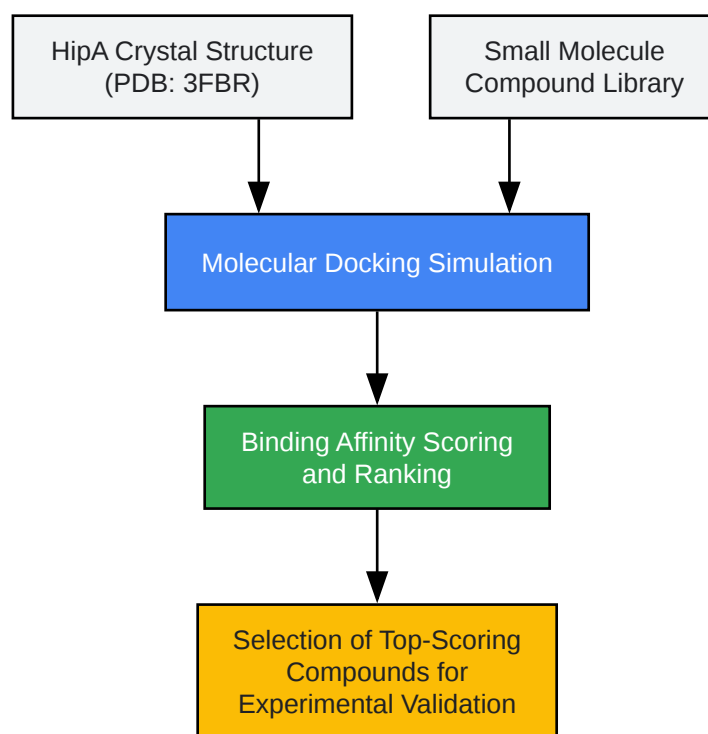 HipA Crystal Structure
(PDB: 3FBR)
Small Molecule
Compound Library
Molecular Docking Simulation
Binding Affinity Scoring
and Ranking
Selection of Top-Scoring
Compounds for
Experimental Validation